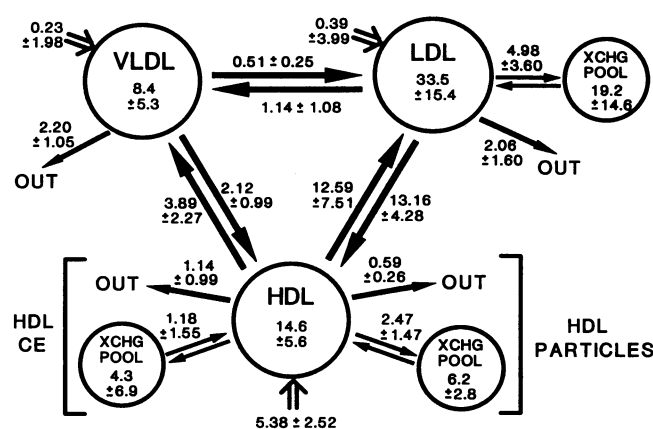 0.23
±1.98
VLDL
8.4
±5.3
0.51 ± 0.25
1.14 ± 1.08
0.39
±3.99
LDL
33.5
±15.4
4.98
±3.60
XCHG
POOL
19.2
±14.6
2.20
±1.05
OUT
2.06
±1.60
OUT
3.89
±2.27
2.12
±0.99
12.59
±7.51
13.16
±4.28
HDL
CE
OUT
1.14
±0.99
1.18
±1.55
XCHG
POOL
4.3
±6.9
HDL
14.6
±5.6
0.59
±0.26
OUT
2.47
±1.47
XCHG
POOL
6.2
±2.8
HDL
PARTICLES
5.38 ± 2.52